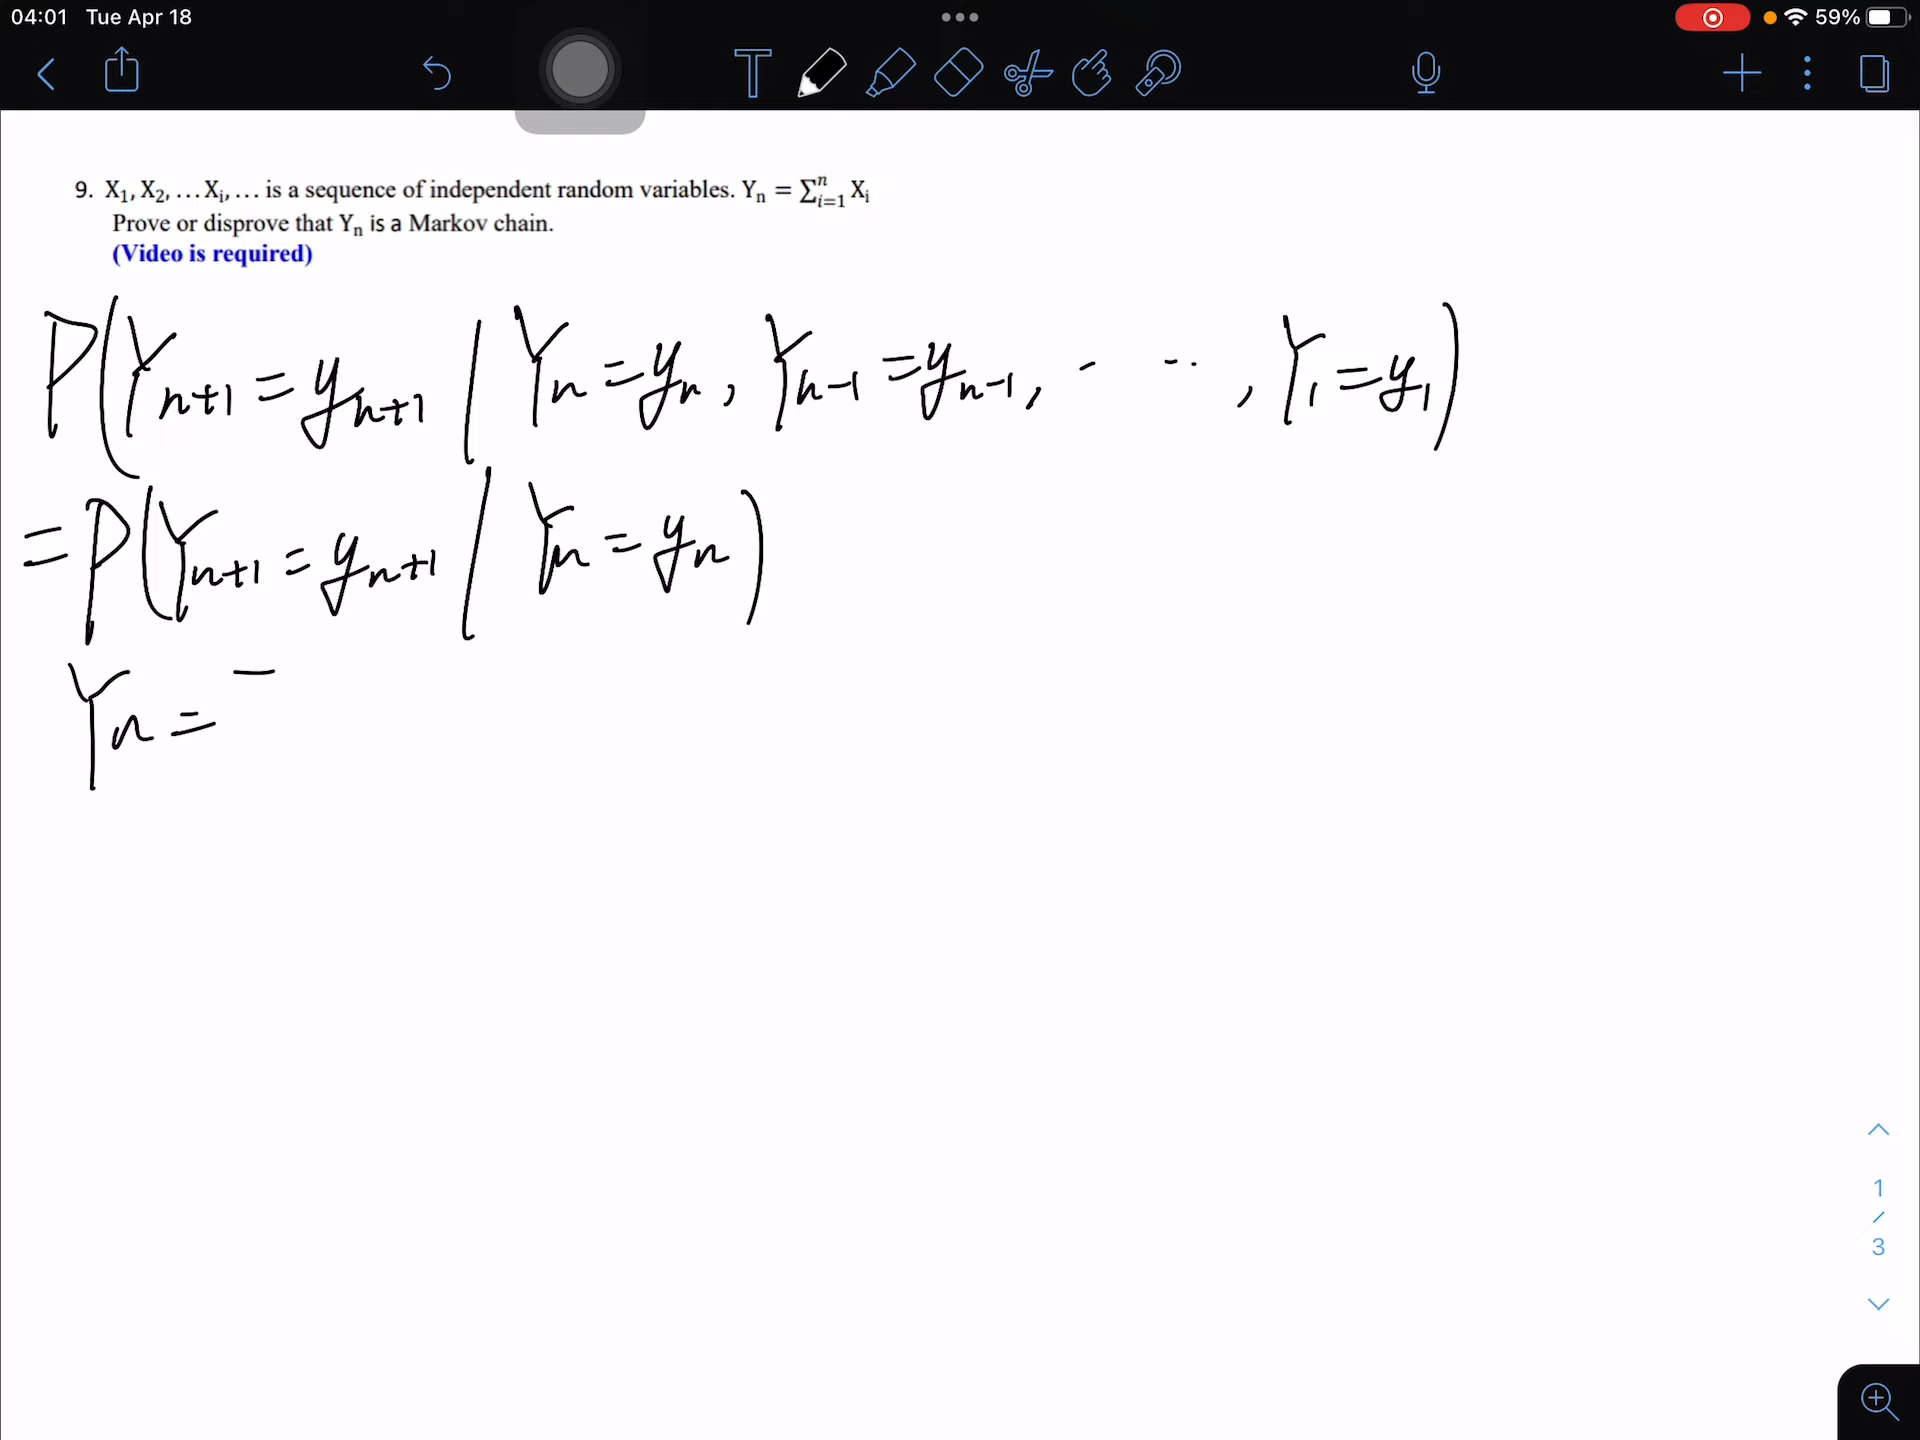 04:01 Tue Apr 18 59%
9. X₁, X₂, …Xᵢ, … is a sequence of independent random variables. Yₙ = ∑ⁿᵢ₌₁ Xᵢ
Prove or disprove that Yₙ is a Markov chain.
(Video is required)
P(Yₙ₊₁ = yₙ₊₁ | Yₙ = yₙ, Yₙ₋₁ = yₙ₋₁, · ··, Y₁ = y₁)
= P(Yₙ₊₁ = yₙ₊₁ | Yₙ = yₙ)
Yₙ =
1
/
3